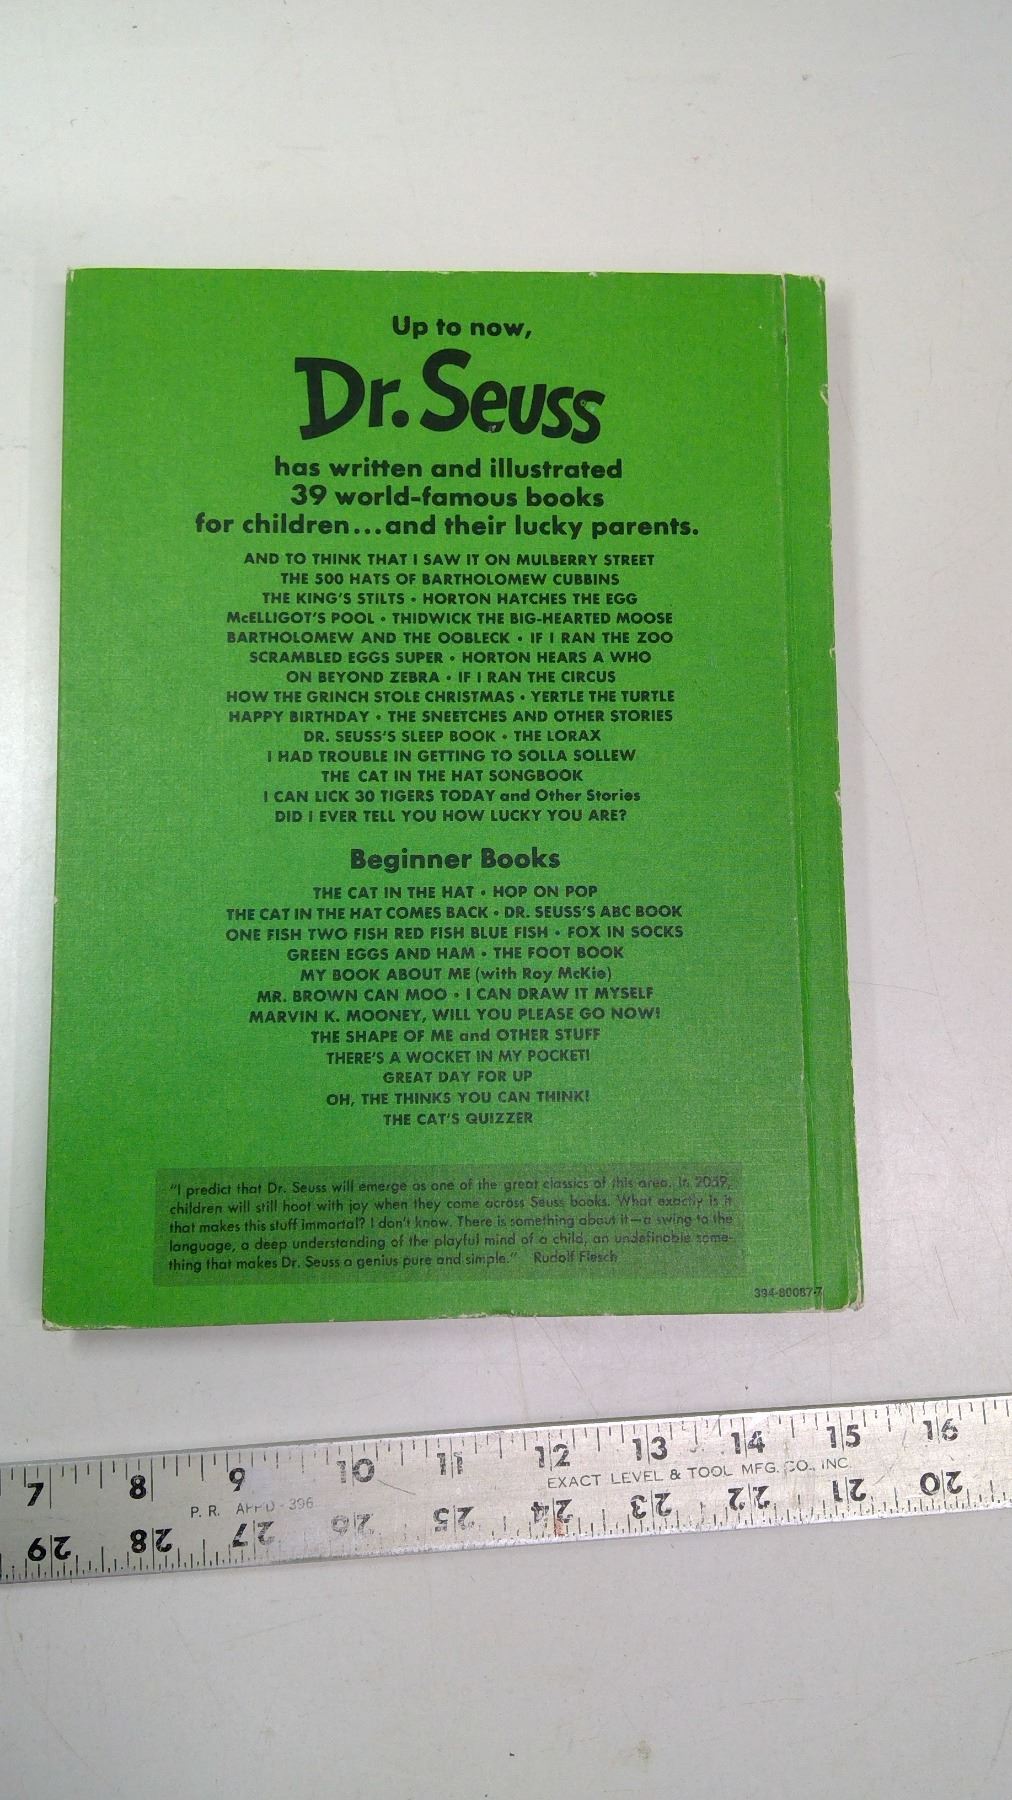 Up to now,
Dr. Seuss
has written and illustrated
39 world-famous books
for children...and their lucky parents.
AND TO THINK THAT I SAW IT ON MULBERRY STREET
THE 500 HATS OF BARTHOLOMEW CUBBINS
THE KING'S STILTS • HORTON HATCHES THE EGG
McELLIGOT'S POOL • THIDWICK THE BIG-HEARTED MOOSE
BARTHOLOMEW AND THE OOBLECK • IF I RAN THE ZOO
SCRAMBLED EGGS SUPER • HORTON HEARS A WHO
ON BEYOND ZEBRA • IF I RAN THE CIRCUS
HOW THE GRINCH STOLE CHRISTMAS • YERTLE THE TURTLE
HAPPY BIRTHDAY • THE SNEETCHES AND OTHER STORIES
DR. SEUSS'S SLEEP BOOK • THE LORAX
I HAD TROUBLE IN GETTING TO SOLLA SOLLEW
THE CAT IN THE HAT SONGBOOK
I CAN LICK 30 TIGERS TODAY and Other Stories
DID I EVER TELL YOU HOW LUCKY YOU ARE?
Beginner Books
THE CAT IN THE HAT • HOP ON POP
THE CAT IN THE HAT COMES BACK • DR. SEUSS'S ABC BOOK
ONE FISH TWO FISH RED FISH BLUE FISH • FOX IN SOCKS
GREEN EGGS AND HAM • THE FOOT BOOK
MY BOOK ABOUT ME (with Roy McKie)
MR. BROWN CAN MOO • I CAN DRAW IT MYSELF
MARVIN K. MOONEY, WILL YOU PLEASE GO NOW!
THE SHAPE OF ME and OTHER STUFF
THERE'S A WOCKET IN MY POCKET!
GREAT DAY FOR UP
OH, THE THINKS YOU CAN THINK!
THE CAT'S QUIZZER
"I predict that Dr. Seuss will emerge as one of the great classics of this area. In 2059,
children will still hoot with joy when they come across Seuss books. What exactly is it
that makes this stuff immortal? I don't know. There is something about it—a swing to the
language, a deep understanding of the playful mind of a child, an undefinable some-
thing that makes Dr. Seuss a genius pure and simple." Rudolf Flesch
394-80087-7
7 8 9 10 11 12 13 14 15 16
EXACT LEVEL & TOOL MFG. CO., INC.
P. R. 396
29 28 27 26 25 24 23 22 21 20